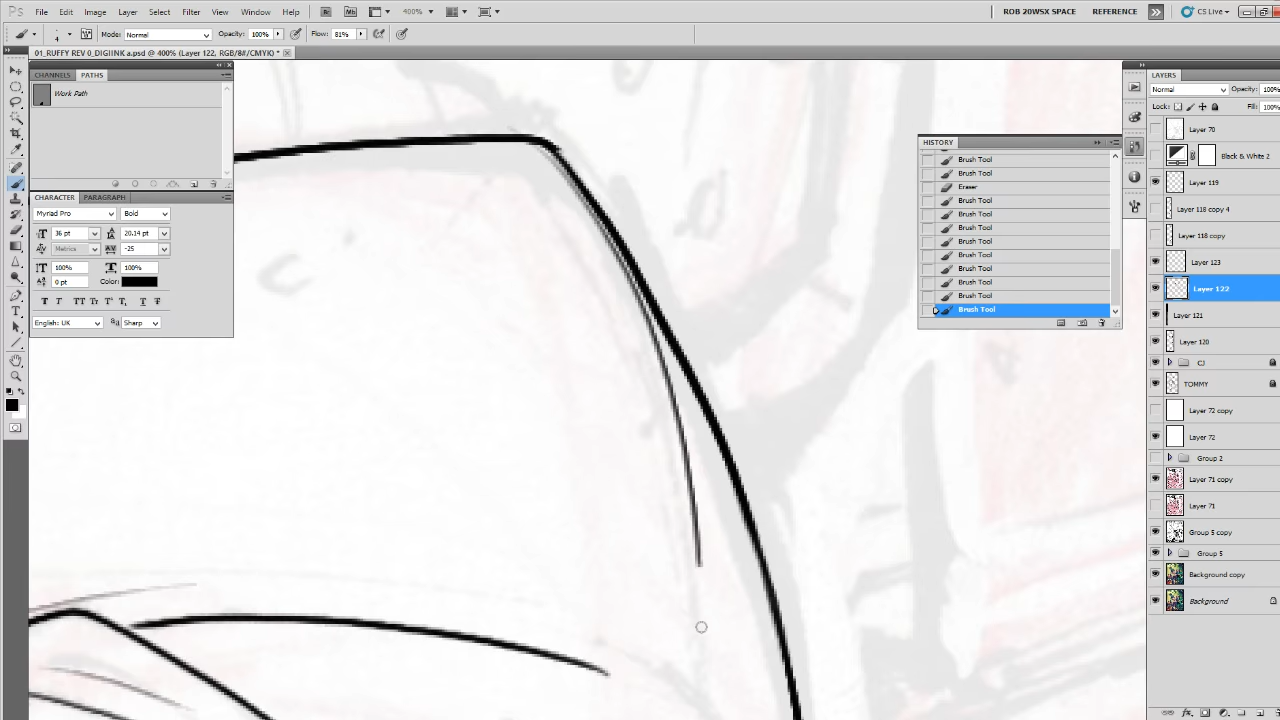 Ps File Edit Image Layer Select Filter View Window Help Br Mb 400% ROB 20WSX SPACE REFERENCE CS Live
Mode: Normal Opacity: 100% Flow: 81%
01_RUFFY REV 0_DIGIINK a.psd @ 400% (Layer 122, RGB/8#/CMYK) *
CHANNELS PATHS
Work Path
CHARACTER PARAGRAPH
Myriad Pro Bold
36 pt 20,14 pt
Metrics -25
100% 100%
0 pt Color:
English: UK Sharp
HISTORY
Brush Tool
Brush Tool
Eraser
Brush Tool
Brush Tool
Brush Tool
Brush Tool
Brush Tool
Brush Tool
Brush Tool
Brush Tool
Brush Tool
LAYERS
Normal Opacity: 100%
Lock: Fill: 100%
Layer 70
Black & White 2
Layer 119
Layer 118 copy 4
Layer 118 copy
Layer 123
Layer 122
Layer 121
Layer 120
CJ
TOMMY
Layer 72 copy
Layer 72
Group 2
Layer 71 copy
Layer 71
Group 5 copy
Group 5
Background copy
Background